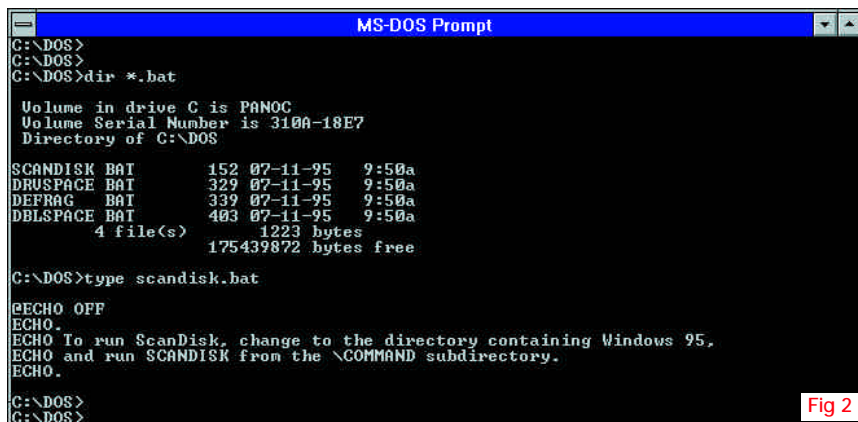 MS-DOS Prompt
C:\DOS>
C:\DOS>
C:\DOS>dir *.bat
Volume in drive C is PANOC
Volume Serial Number is 310A-18E7
Directory of C:\DOS
SCANDISK BAT 152 07-11-95 9:50a
DRVSPACE BAT 329 07-11-95 9:50a
DEFRAG BAT 339 07-11-95 9:50a
DBLSPACE BAT 403 07-11-95 9:50a
4 file(s) 1223 bytes
175439872 bytes free
C:\DOS>type scandisk.bat
@ECHO OFF
ECHO.
ECHO To run ScanDisk, change to the directory containing Windows 95,
ECHO and run SCANDISK from the \COMMAND subdirectory.
ECHO.
C:\DOS>
C:\DOS>
Fig 2